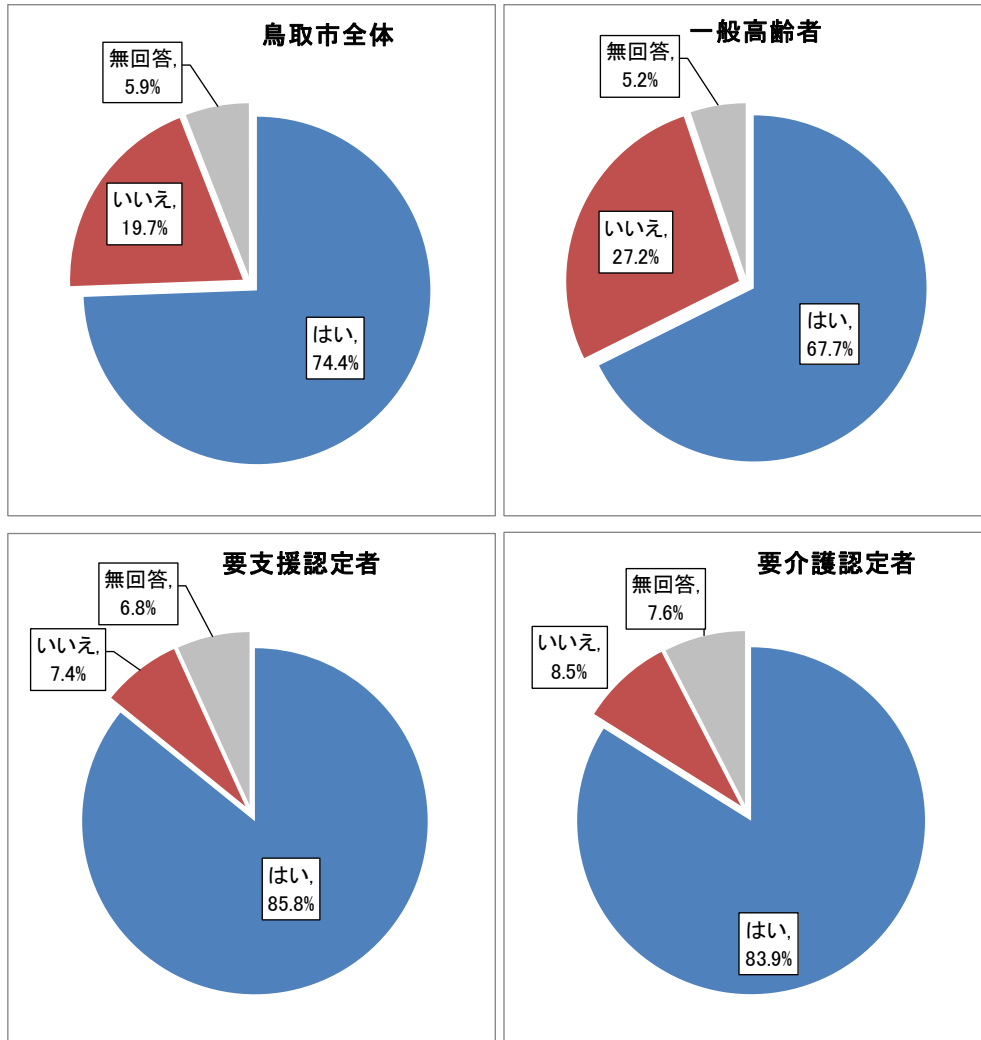 鳥取市全体
無回答,
5.9%
いいえ,
19.7%
はい,
74.4%
一般高齢者
無回答,
5.2%
いいえ,
27.2%
はい,
67.7%
要支援認定者
無回答,
6.8%
いいえ,
7.4%
はい,
85.8%
要介護認定者
無回答,
7.6%
いいえ,
8.5%
はい,
83.9%